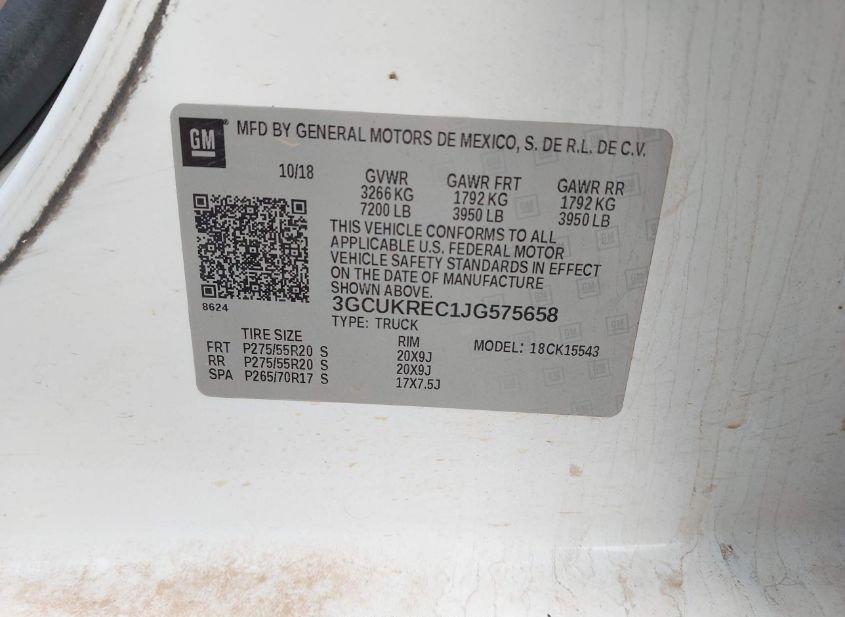 GM ® MFD BY GENERAL MOTORS DE MEXICO, S. DE R.L. DE C.V.
10/18 GVWR GAWR FRT GAWR RR
3266 KG 1792 KG 1792 KG
7200 LB 3950 LB 3950 LB
THIS VEHICLE CONFORMS TO ALL
APPLICABLE U.S. FEDERAL MOTOR
VEHICLE SAFETY STANDARDS IN EFFECT
ON THE DATE OF MANUFACTURE
SHOWN ABOVE.
8624 3GCUKREC1JG575658
TYPE: TRUCK
TIRE SIZE RIM MODEL: 18CK15543
FRT P275/55R20 S 20X9J
RR P275/55R20 S 20X9J
SPA P265/70R17 S 17X7.5J